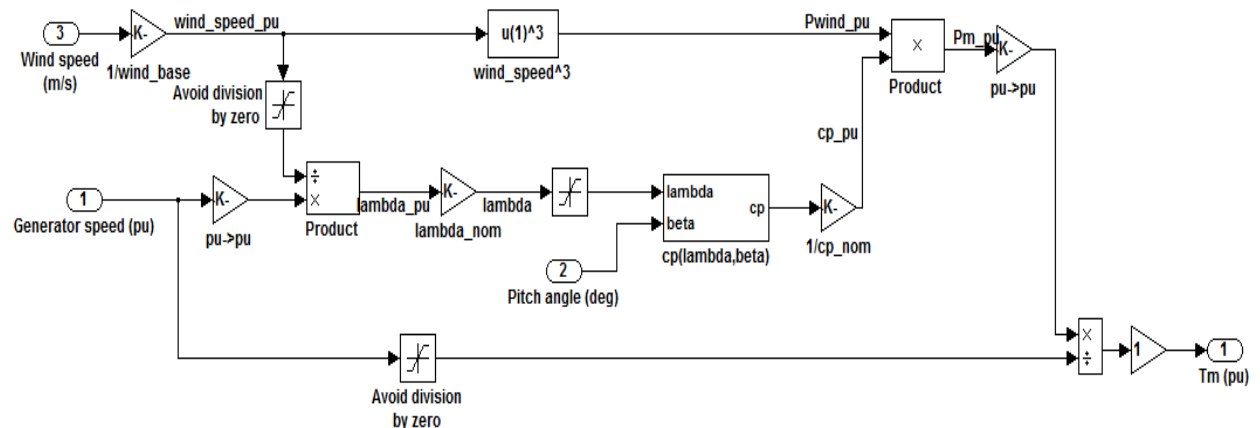 3
Wind speed
(m/s)
K-
1/wind_base
wind_speed_pu
Avoid division
by zero
u(1)^3
wind_speed^3
Pwind_pu
×
Product
Pm_pu
K-
pu->pu
1
Generator speed (pu)
K-
pu->pu
÷
×
Product
lambda_pu
K-
lambda_nom
lambda
lambda
beta
cp
cp(lambda,beta)
K-
1/cp_nom
cp_pu
2
Pitch angle (deg)
Avoid division
by zero
×
÷
1
1
Tm (pu)